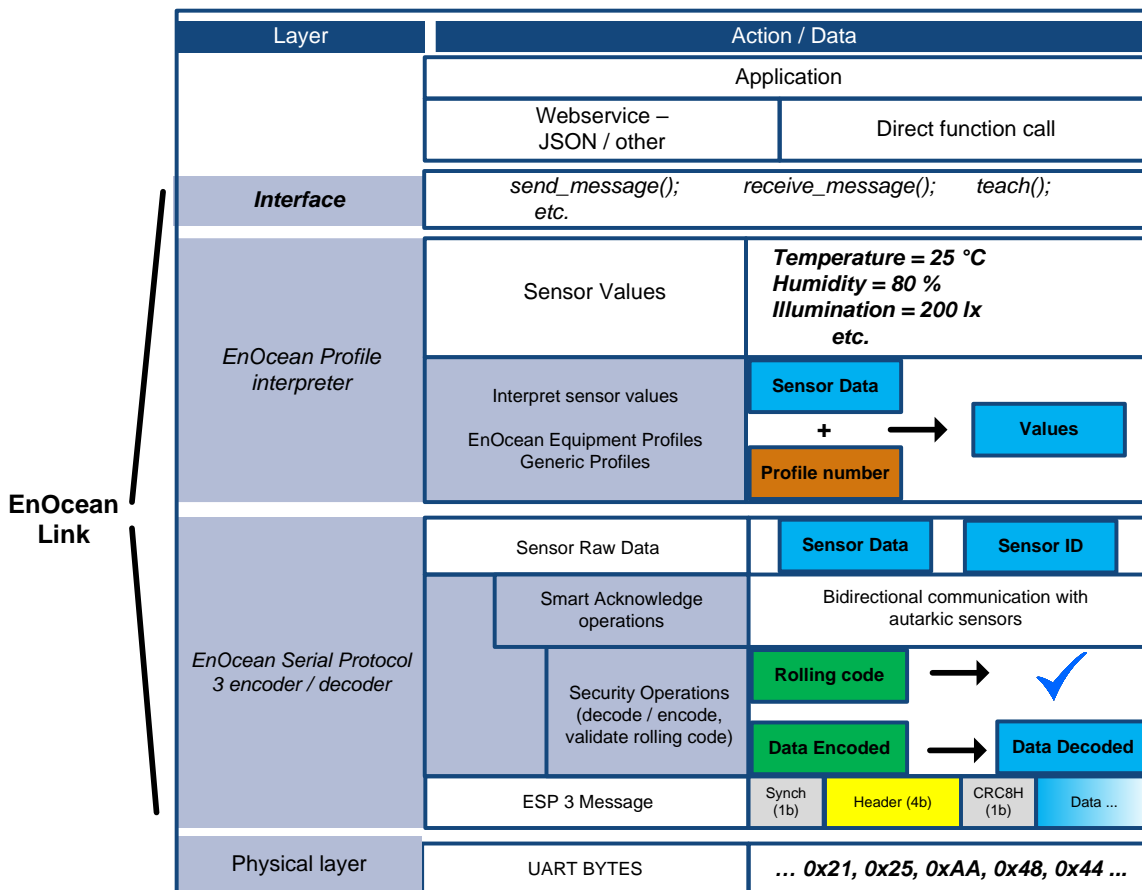 Layer
Action / Data
Application
Webservice –
JSON / other
Direct function call
Interface
send_message(); receive_message(); teach();
etc.
EnOcean Profile
interpreter
Sensor Values
Temperature = 25 °C
Humidity = 80 %
Illumination = 200 lx
etc.
Interpret sensor values
EnOcean Equipment Profiles
Generic Profiles
Sensor Data
+
Profile number
Values
EnOcean
Link
EnOcean Serial Protocol
3 encoder / decoder
Sensor Raw Data
Sensor Data
Sensor ID
Smart Acknowledge
operations
Bidirectional communication with
autarkic sensors
Security Operations
(decode / encode,
validate rolling code)
Rolling code
Data Encoded
Data Decoded
ESP 3 Message
Synch
(1b)
Header (4b)
CRC8H
(1b)
Data ...
Physical layer
UART BYTES
... 0x21, 0x25, 0xAA, 0x48, 0x44 ...